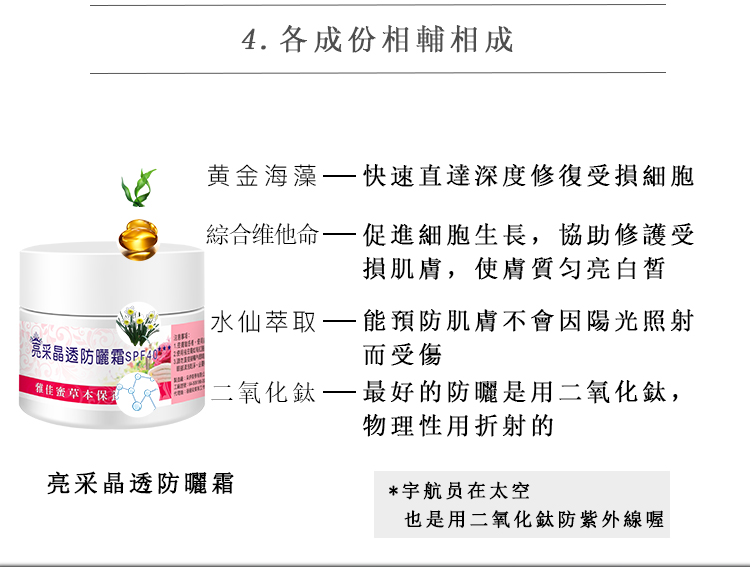 4. 各成份相輔相成
黄金海藻 — 快速直達深度修復受損細胞
綜合维他命 — 促進細胞生長，協助修護受
損肌膚，使膚質匀亮白皙
水仙萃取 — 能預防肌膚不會因陽光照射
而受傷
亮采晶透防曬霜SPF40***
雅佳蜜草本保
二氧化鈦 — 最好的防曬是用二氧化鈦，
物理性用折射的
亮采晶透防曬霜
*宇航员在太空
也是用二氧化鈦防紫外線喔